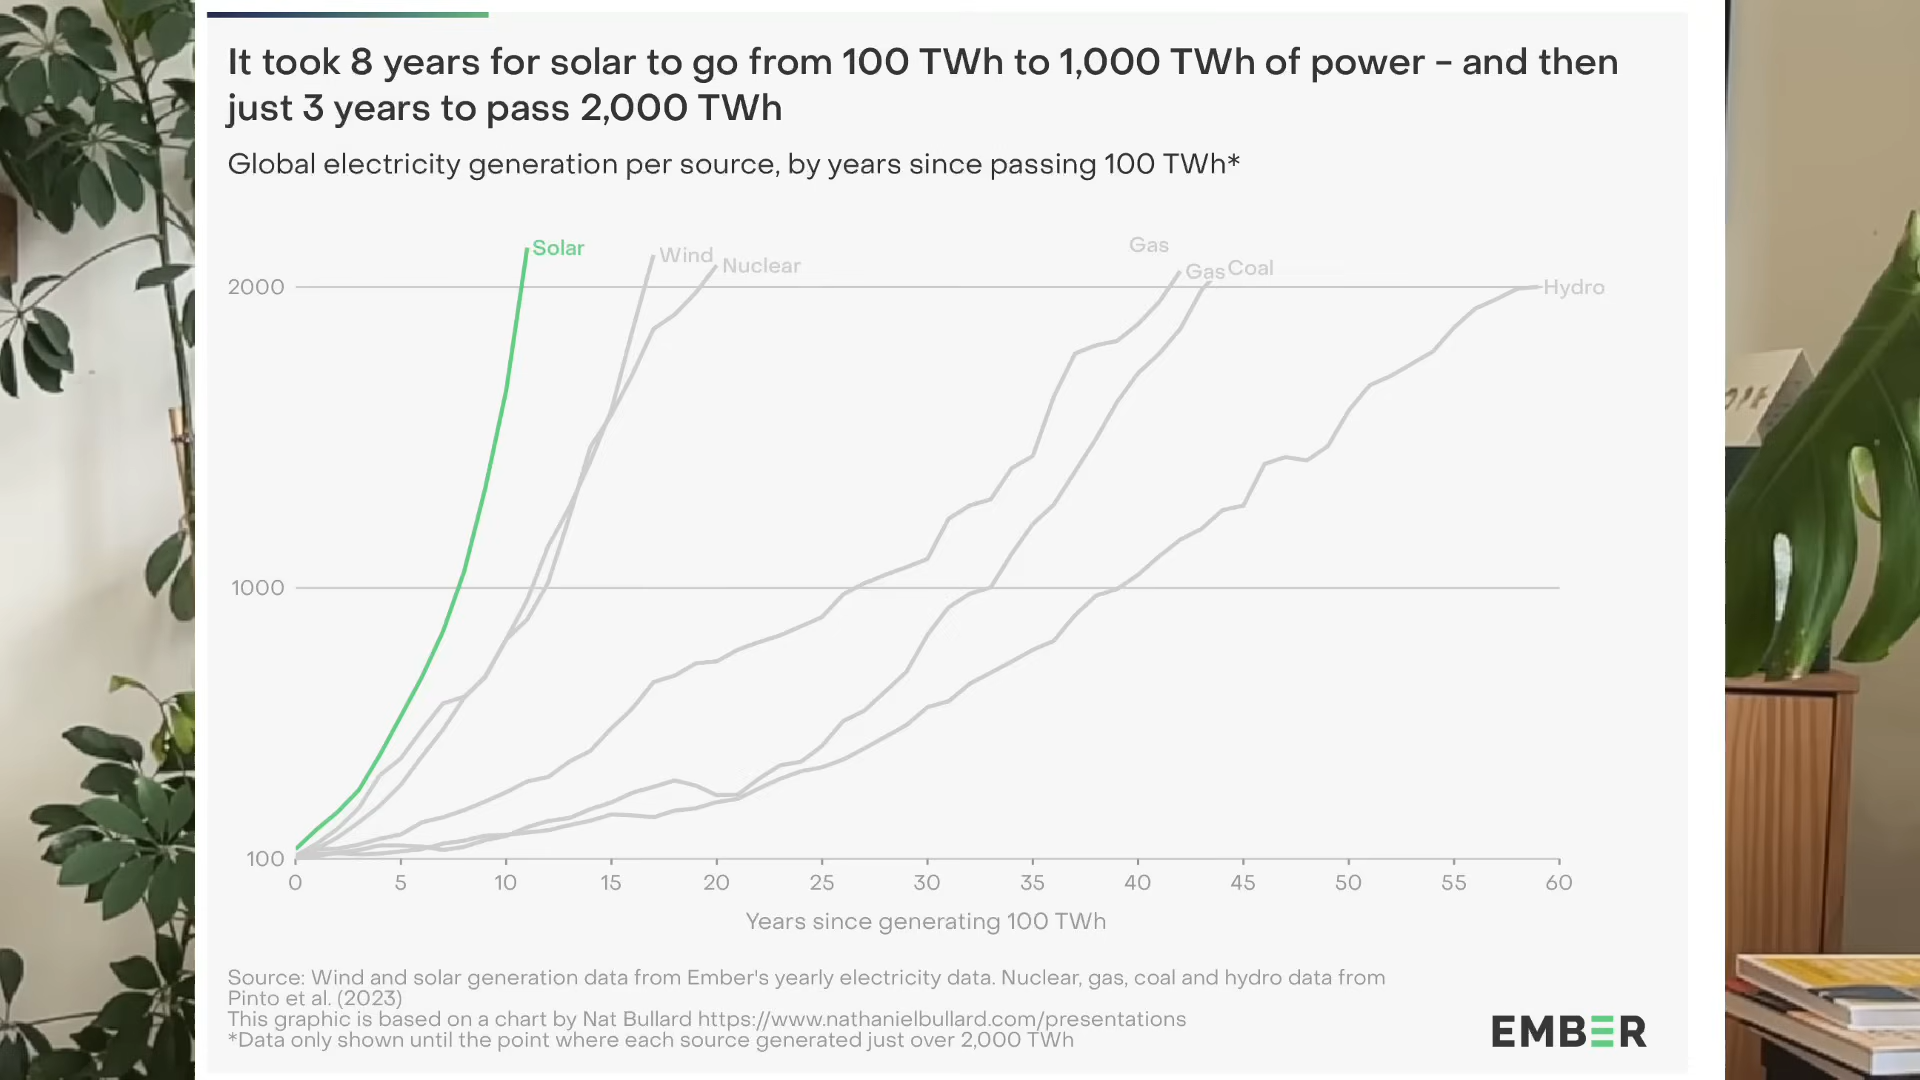 It took 8 years for solar to go from 100 TWh to 1,000 TWh of power – and then
just 3 years to pass 2,000 TWh
Global electricity generation per source, by years since passing 100 TWh*
Solar
Wind
Nuclear
Gas
Gas
Coal
Hydro
2000
1000
100
0 5 10 15 20 25 30 35 40 45 50 55 60
Years since generating 100 TWh
Source: Wind and solar generation data from Ember's yearly electricity data. Nuclear, gas, coal and hydro data from
Pinto et al. (2023)
This graphic is based on a chart by Nat Bullard https://www.nathanielbullard.com/presentations
*Data only shown until the point where each source generated just over 2,000 TWh
EMBER